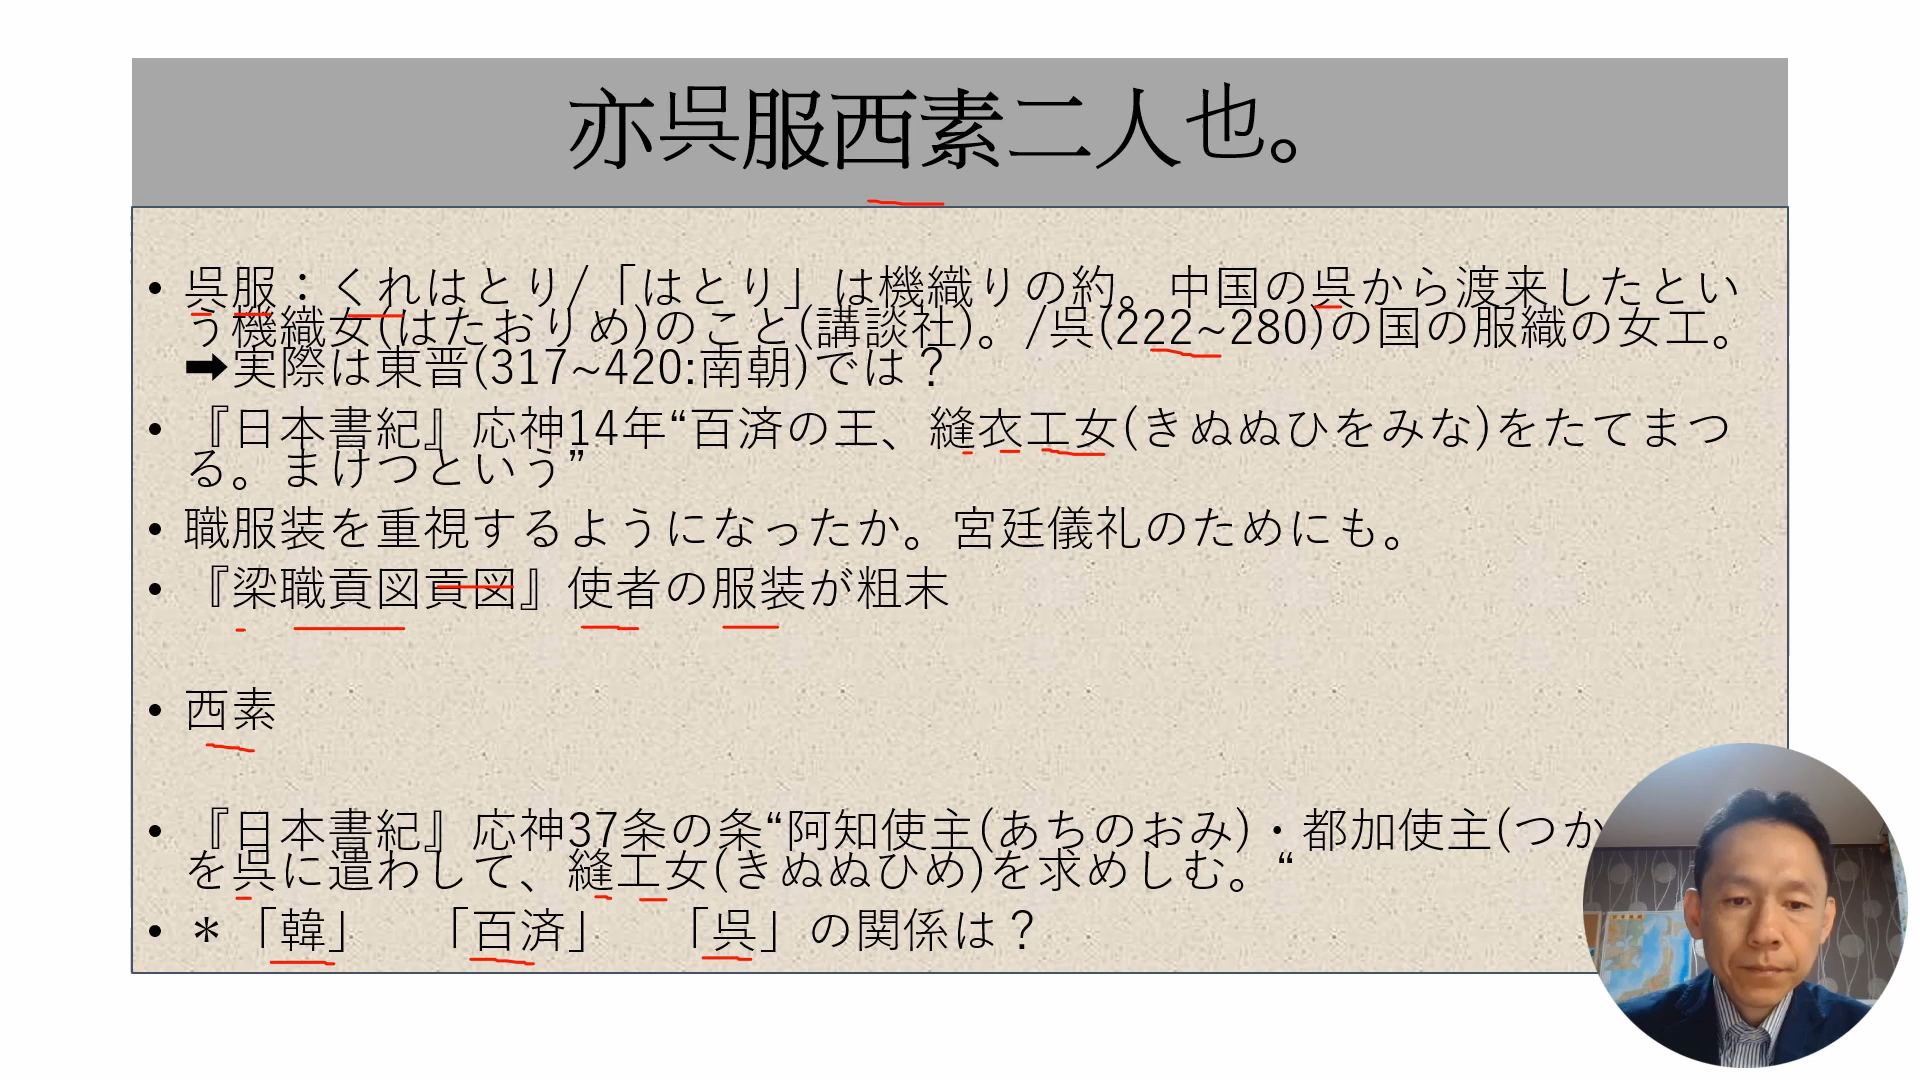 亦呉服西素二人也。
• 呉服：くれはとり/「はとり」は機織りの約。中国の呉から渡来したとい
う機織女(はたおりめ)のこと(講談社)。/呉(222~280)の国の服織の女工。
➡実際は東晋(317~420:南朝)では？
• 『日本書紀』応神14年“百済の王、縫衣工女(きぬぬひをみな)をたてまつ
る。まけつという”
• 職服装を重視するようになったか。宮廷儀礼のためにも。
• 『梁職貢図貢図』使者の服装が粗末
• 西素
• 『日本書紀』応神37条の条“阿知使主(あちのおみ)・都加使主(つか
を呉に遣わして、縫工女(きぬぬひめ)を求めしむ。“
• ＊「韓」　「百済」　「呉」の関係は？